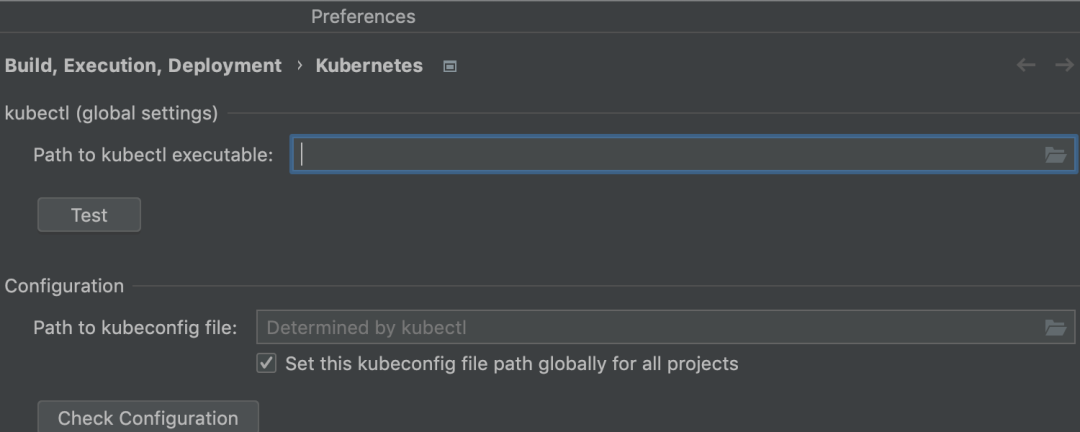 Preferences
Build, Execution, Deployment › Kubernetes
kubectl (global settings)
Path to kubectl executable:
Test
Configuration
Path to kubeconfig file: Determined by kubectl
Set this kubeconfig file path globally for all projects
Check Configuration